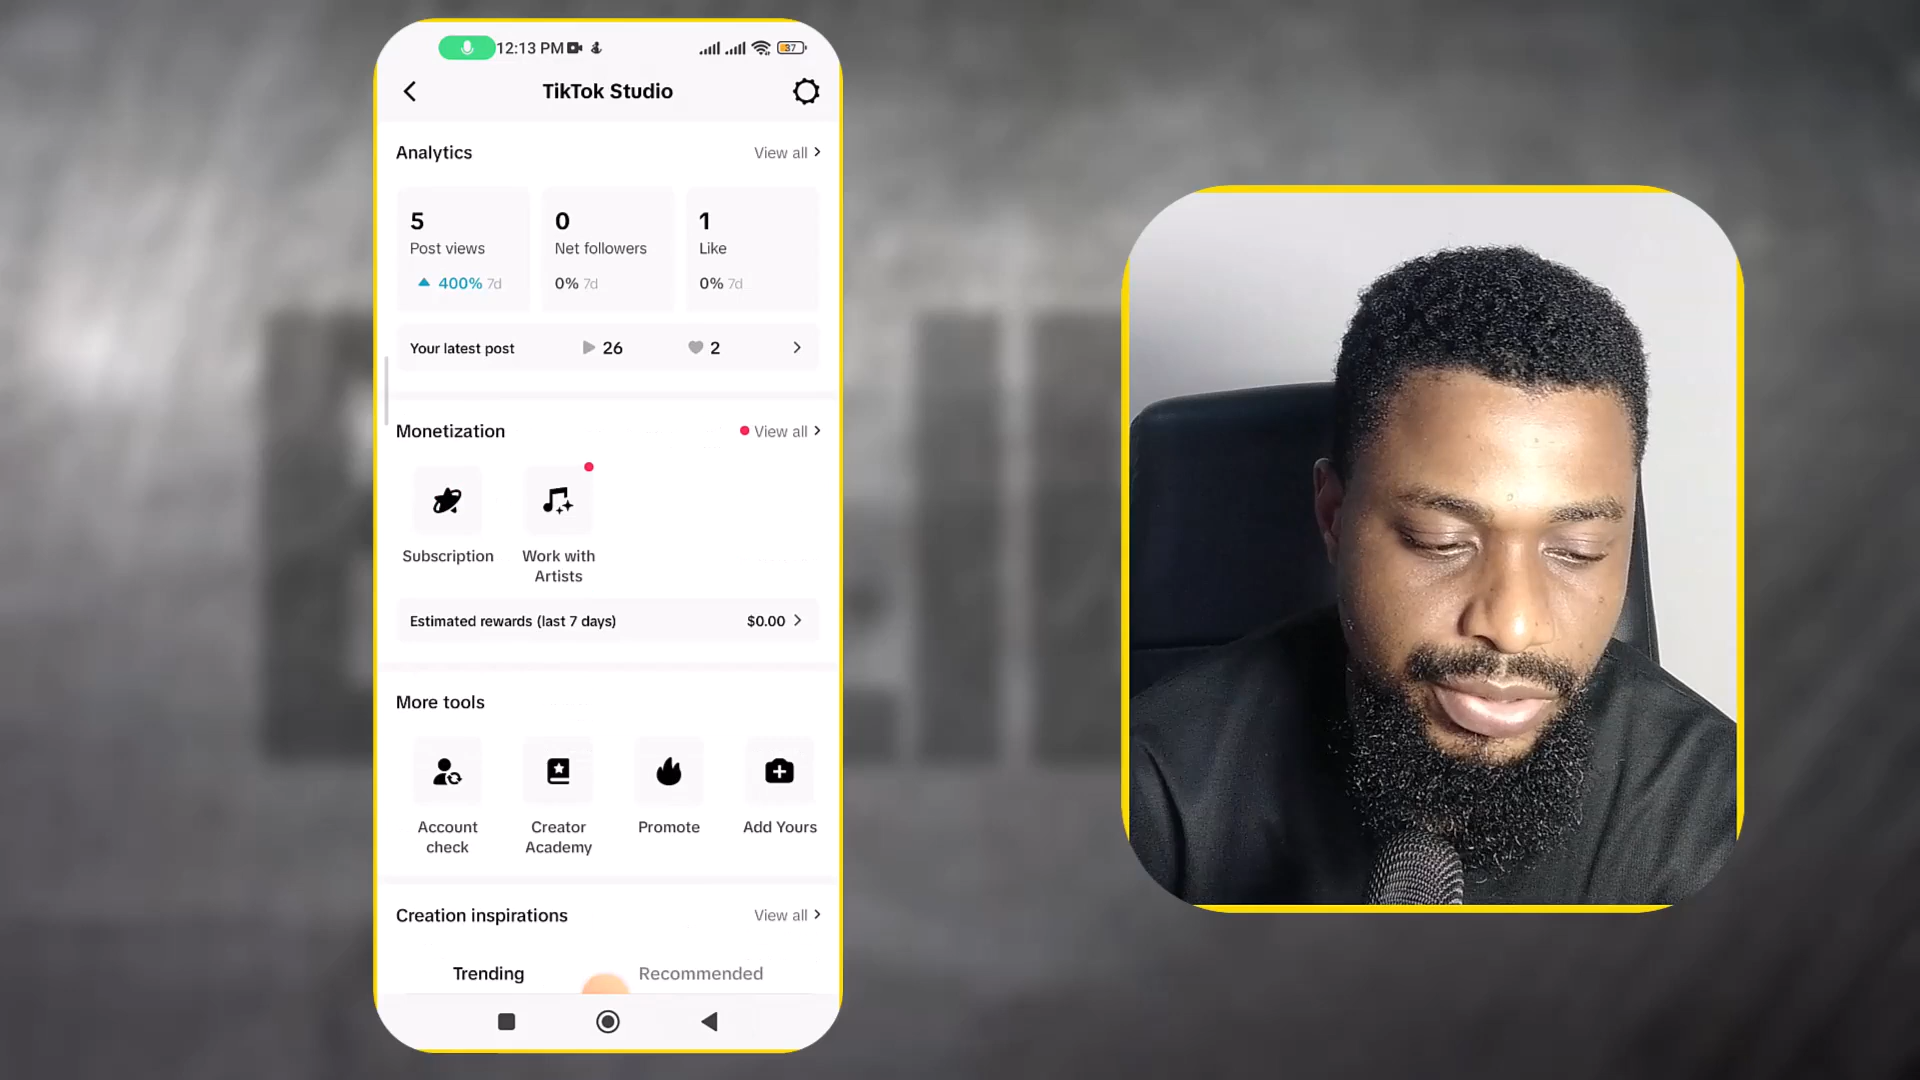 12:13 PM
37
TikTok Studio
Analytics
View all
5
0
1
Post views
Net followers
Like
400% 7d
0% 7d
0% 7d
Your latest post
26
2
Monetization
View all
Subscription
Work with
Artists
Estimated rewards (last 7 days)
$0.00
More tools
Account
check
Creator
Academy
Promote
Add Yours
Creation inspirations
View all
Trending
Recommended